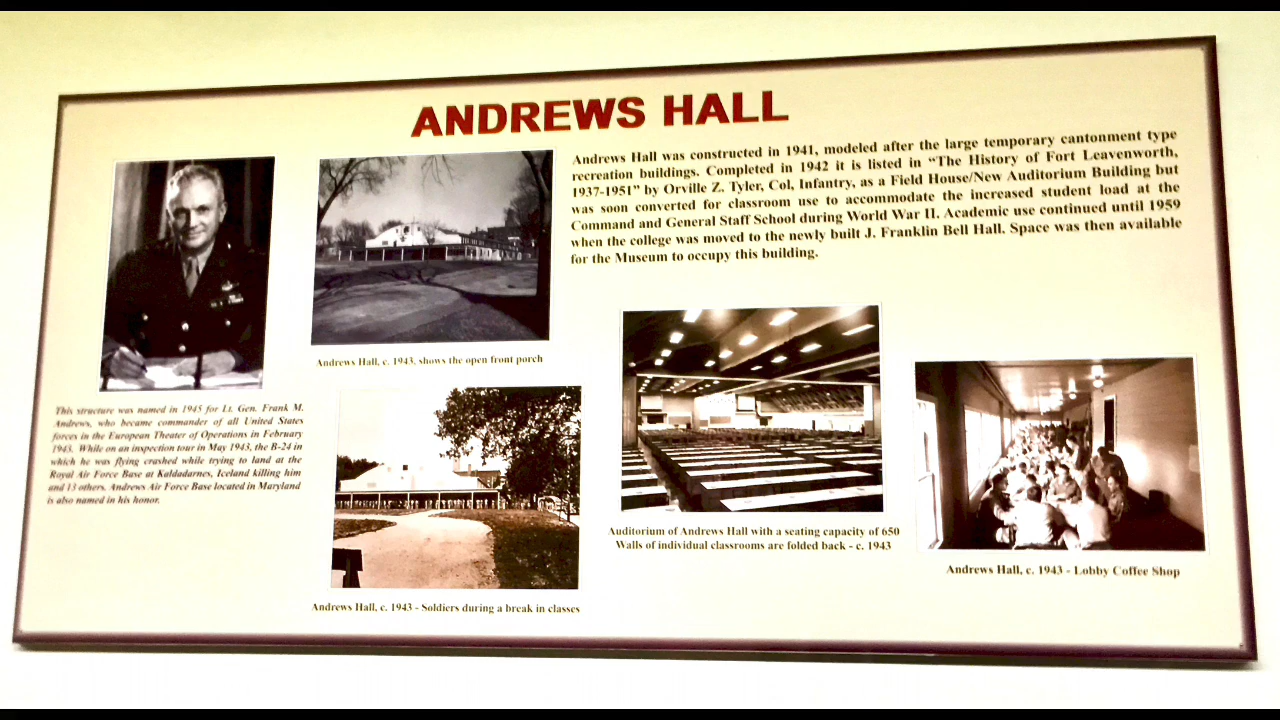 ANDREWS HALL
Andrews Hall was constructed in 1941, modeled after the large temporary cantonment type
recreation buildings. Completed in 1942 it is listed in “The History of Fort Leavenworth,
1937-1951” by Orville Z. Tyler, Col, Infantry, as a Field House/New Auditorium Building but
was soon converted for classroom use to accommodate the increased student load at the
Command and General Staff School during World War II. Academic use continued until 1959
when the college was moved to the newly built J. Franklin Bell Hall. Space was then available
for the Museum to occupy this building.
This structure was named in 1945 for Lt. Gen. Frank M.
Andrews, who became commander of all United States
forces in the European Theater of Operations in February
1943. While on an inspection tour in May 1943, the B-24 in
which he was flying crashed while trying to land at the
Royal Air Force Base at Kaldadarnes, Iceland killing him
and 13 others. Andrews Air Force Base located in Maryland
is also named in his honor.
Andrews Hall, c. 1943, shows the open front porch
Andrews Hall, c. 1943 - Soldiers during a break in classes
Auditorium of Andrews Hall with a seating capacity of 650
Walls of individual classrooms are folded back - c. 1943
Andrews Hall, c. 1943 - Lobby Coffee Shop